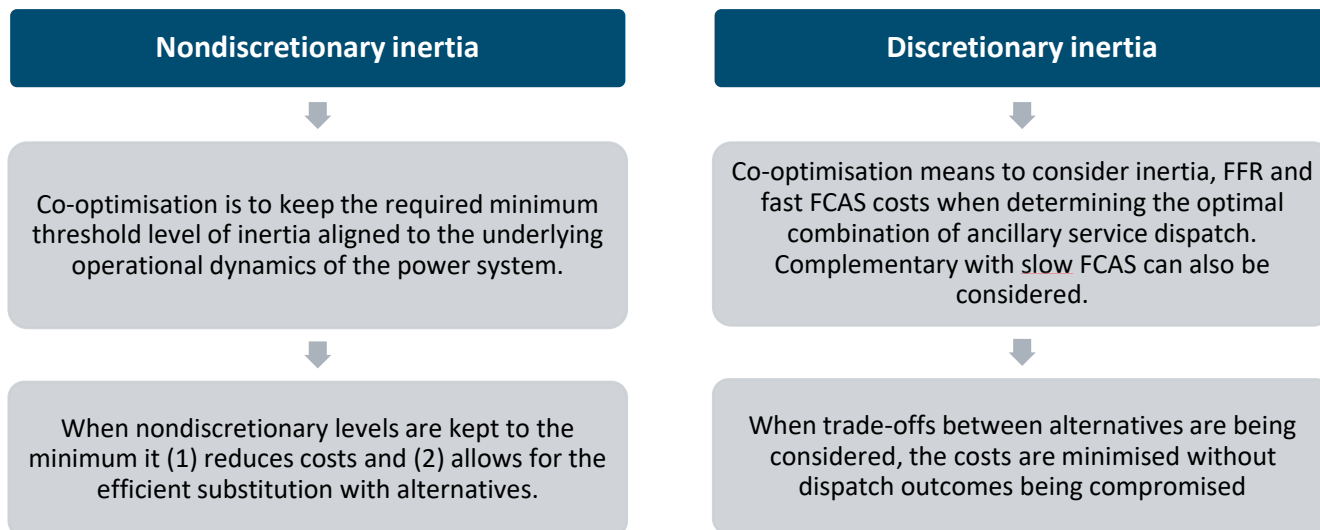 Nondiscretionary inertia
Co-optimisation is to keep the required minimum
threshold level of inertia aligned to the underlying
operational dynamics of the power system.
When nondiscretionary levels are kept to the
minimum it (1) reduces costs and (2) allows for the
efficient substitution with alternatives.
Discretionary inertia
Co-optimisation means to consider inertia, FFR and
fast FCAS costs when determining the optimal
combination of ancillary service dispatch.
Complementary with slow FCAS can also be
considered.
When trade-offs between alternatives are being
considered, the costs are minimised without
dispatch outcomes being compromised